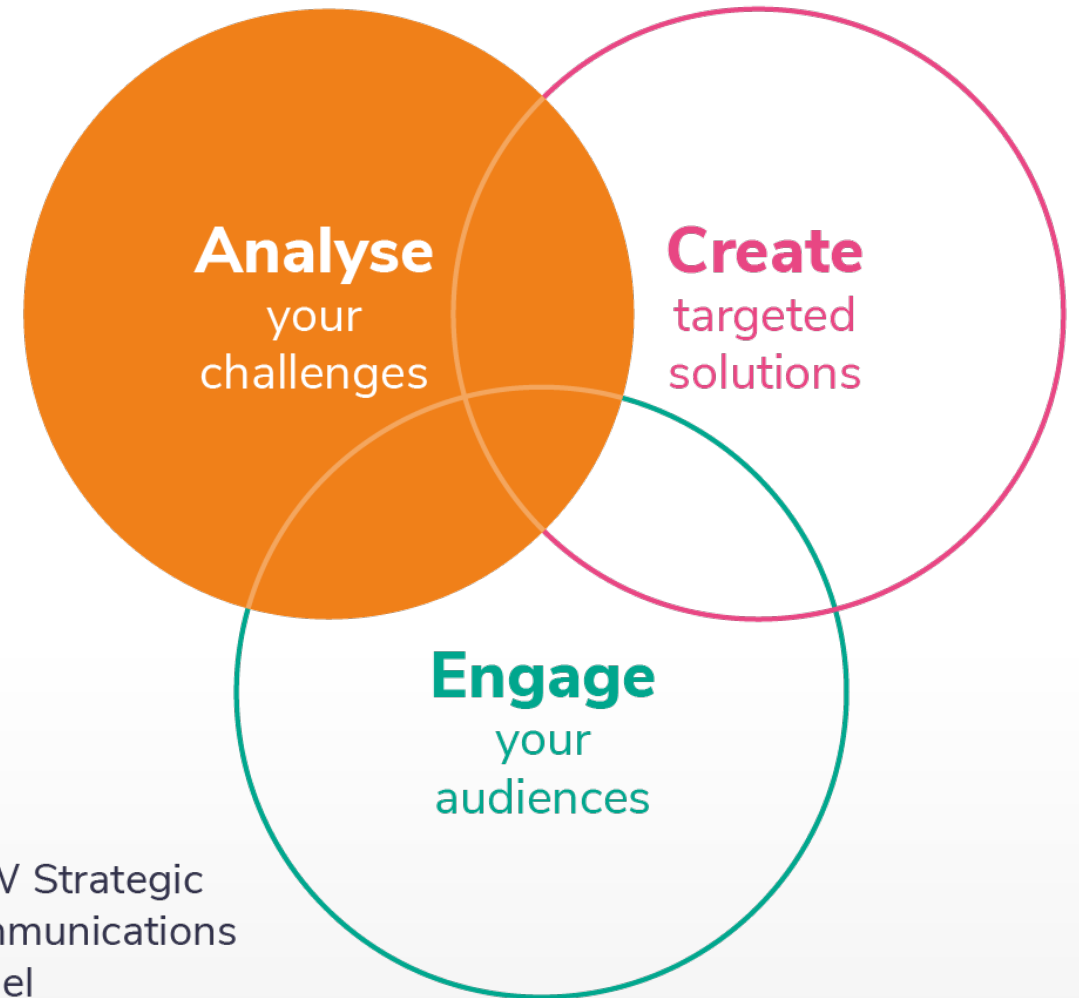 Analyse
your
challenges
Create
targeted
solutions
Engage
your
audiences
Strategic